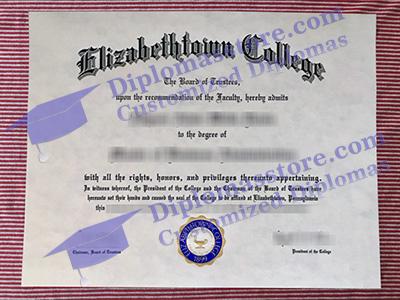 Elizabethtown College
The Board of Trustees,
upon the recommendation of the Faculty, hereby admits
to the degree of
with all the rights, honors, and privileges thereunto appertaining.
In witness whereof, the President of the College and the Chairman of the Board of Trustees have
hereunto set their hands and caused the seal of the College to be affixed at Elizabethtown, Pennsylvania
this
ELIZABETHTOWN COLLEGE
1899
Chairman, Board of Trustees
President of the College
Diplomasstore.com
Customized Diplomas
Diplomasstore.com
Customized Diplomas